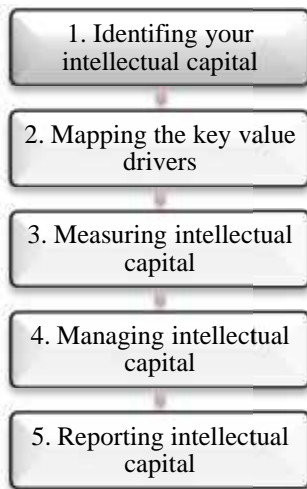 1. Identifing your
intellectual capital
2. Mapping the key value
drivers
3. Measuring intellectual
capital
4. Managing intellectual
capital
5. Reporting intellectual
capital